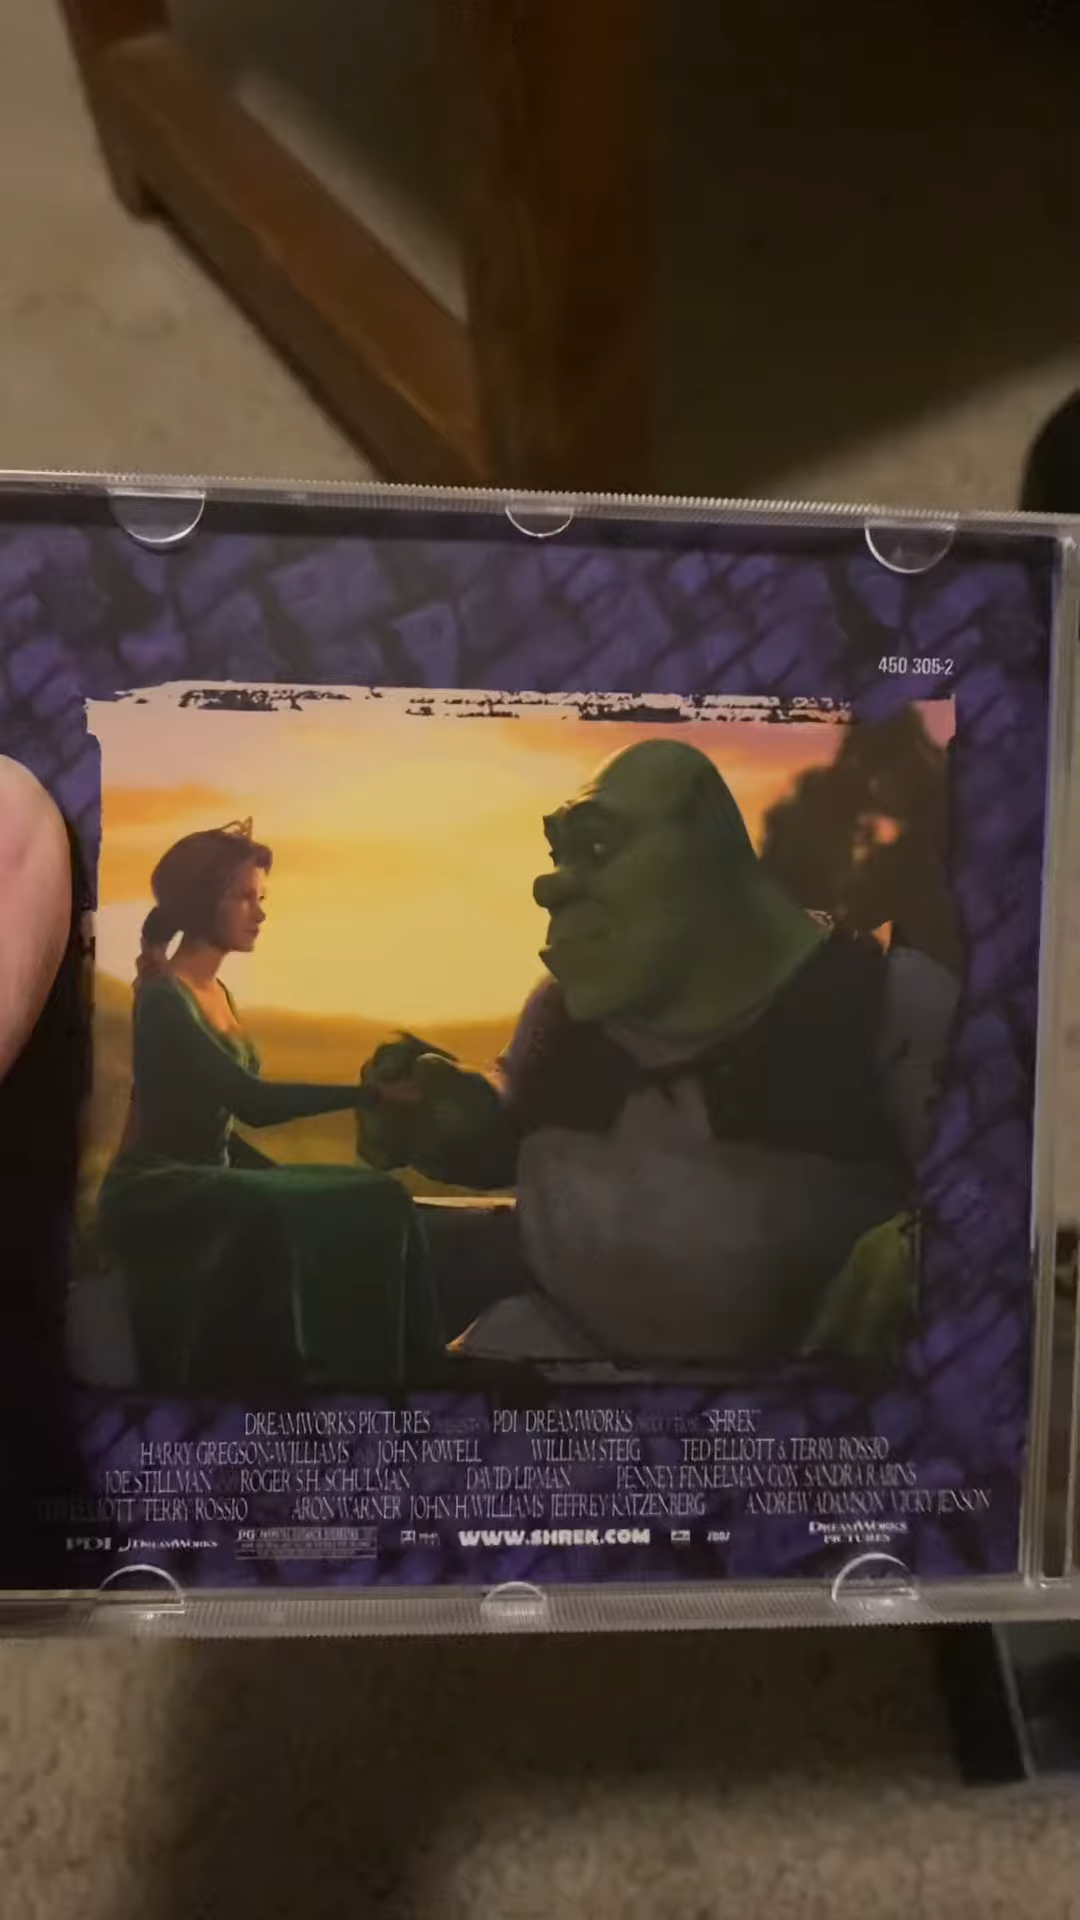 450 305-2
DREAMWORKS PICTURES PDI DREAMWORKS "SHREK"
HARRY GREGSON-WILLIAMS JOHN POWELL WILLIAM STEIG TED ELLIOTT & TERRY ROSSIO
JOE STILLMAN ROGER S.H. SCHULMAN DAVID LIPMAN PENNEY FINKELMAN COX SANDRA RABINS
ELLIOTT TERRY ROSSIO ARON WARNER JOHN H. WILLIAMS JEFFREY KATZENBERG ANDREW ADAMSON VICKY JENSON
PDI DREAMWORKS PG WWW.SHREK.COM DREAMWORKS
PICTURES